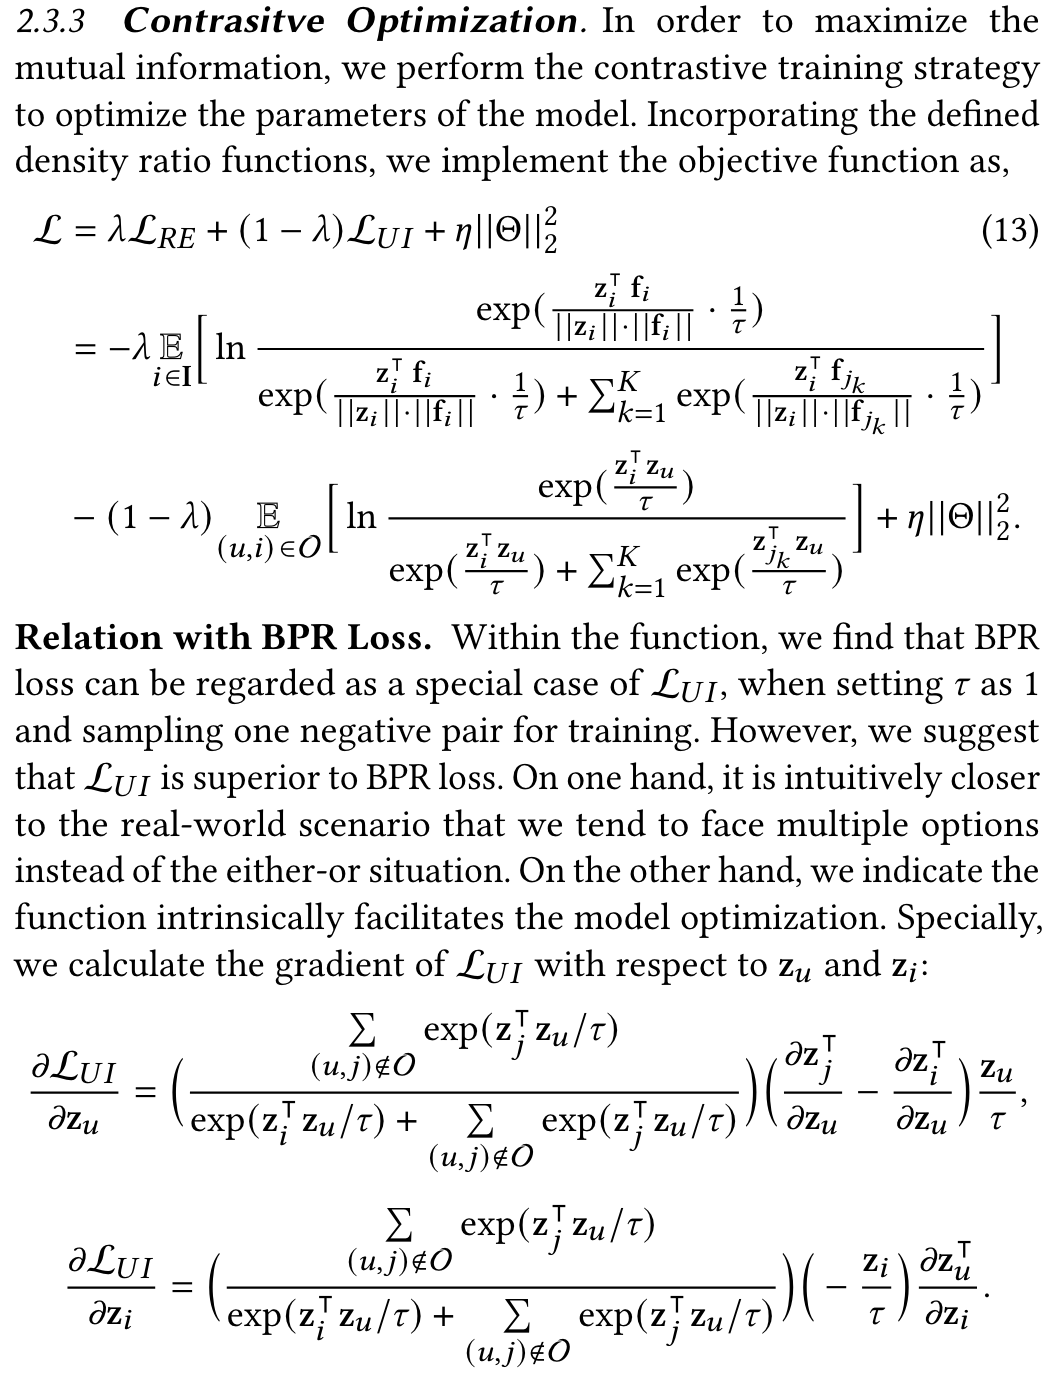 2.3.3 Contrasitve Optimization. In order to maximize the
mutual information, we perform the contrastive training strategy
to optimize the parameters of the model. Incorporating the defined
density ratio functions, we implement the objective function as,
$\mathcal{L} = \lambda\mathcal{L}_{RE} + (1 - \lambda)\mathcal{L}_{UI} + \eta||\Theta||_2^2$ (13)
$= -\lambda \underset{i \in \mathbf{I}}{\mathbb{E}} \Big[ \ln \frac{\exp(\frac{\mathbf{z}_i^\top \mathbf{f}_i}{||\mathbf{z}_i|| \cdot ||\mathbf{f}_i||} \cdot \frac{1}{\tau})}{\exp(\frac{\mathbf{z}_i^\top \mathbf{f}_i}{||\mathbf{z}_i|| \cdot ||\mathbf{f}_i||} \cdot \frac{1}{\tau}) + \sum_{k=1}^{K} \exp(\frac{\mathbf{z}_i^\top \mathbf{f}_{j_k}}{||\mathbf{z}_i|| \cdot ||\mathbf{f}_{j_k}||} \cdot \frac{1}{\tau})} \Big]$
$- (1 - \lambda) \underset{(u,i) \in \mathcal{O}}{\mathbb{E}} \Big[ \ln \frac{\exp(\frac{\mathbf{z}_i^\top \mathbf{z}_u}{\tau})}{\exp(\frac{\mathbf{z}_i^\top \mathbf{z}_u}{\tau}) + \sum_{k=1}^{K} \exp(\frac{\mathbf{z}_{j_k}^\top \mathbf{z}_u}{\tau})} \Big] + \eta||\Theta||_2^2.$
Relation with BPR Loss. Within the function, we find that BPR
loss can be regarded as a special case of $\mathcal{L}_{UI}$, when setting $\tau$ as 1
and sampling one negative pair for training. However, we suggest
that $\mathcal{L}_{UI}$ is superior to BPR loss. On one hand, it is intuitively closer
to the real-world scenario that we tend to face multiple options
instead of the either-or situation. On the other hand, we indicate the
function intrinsically facilitates the model optimization. Specially,
we calculate the gradient of $\mathcal{L}_{UI}$ with respect to $\mathbf{z}_u$ and $\mathbf{z}_i$:
$\frac{\partial \mathcal{L}_{UI}}{\partial \mathbf{z}_u} = \Big( \frac{\sum_{(u,j) \notin \mathcal{O}} \exp(\mathbf{z}_j^\top \mathbf{z}_u / \tau)}{\exp(\mathbf{z}_i^\top \mathbf{z}_u / \tau) + \sum_{(u,j) \notin \mathcal{O}} \exp(\mathbf{z}_j^\top \mathbf{z}_u / \tau)} \Big) \Big( \frac{\partial \mathbf{z}_j^\top}{\partial \mathbf{z}_u} - \frac{\partial \mathbf{z}_i^\top}{\partial \mathbf{z}_u} \Big) \frac{\mathbf{z}_u}{\tau},$
$\frac{\partial \mathcal{L}_{UI}}{\partial \mathbf{z}_i} = \Big( \frac{\sum_{(u,j) \notin \mathcal{O}} \exp(\mathbf{z}_j^\top \mathbf{z}_u / \tau)}{\exp(\mathbf{z}_i^\top \mathbf{z}_u / \tau) + \sum_{(u,j) \notin \mathcal{O}} \exp(\mathbf{z}_j^\top \mathbf{z}_u / \tau)} \Big) \Big( - \frac{\mathbf{z}_i}{\tau} \Big) \frac{\partial \mathbf{z}_u^\top}{\partial \mathbf{z}_i}.$